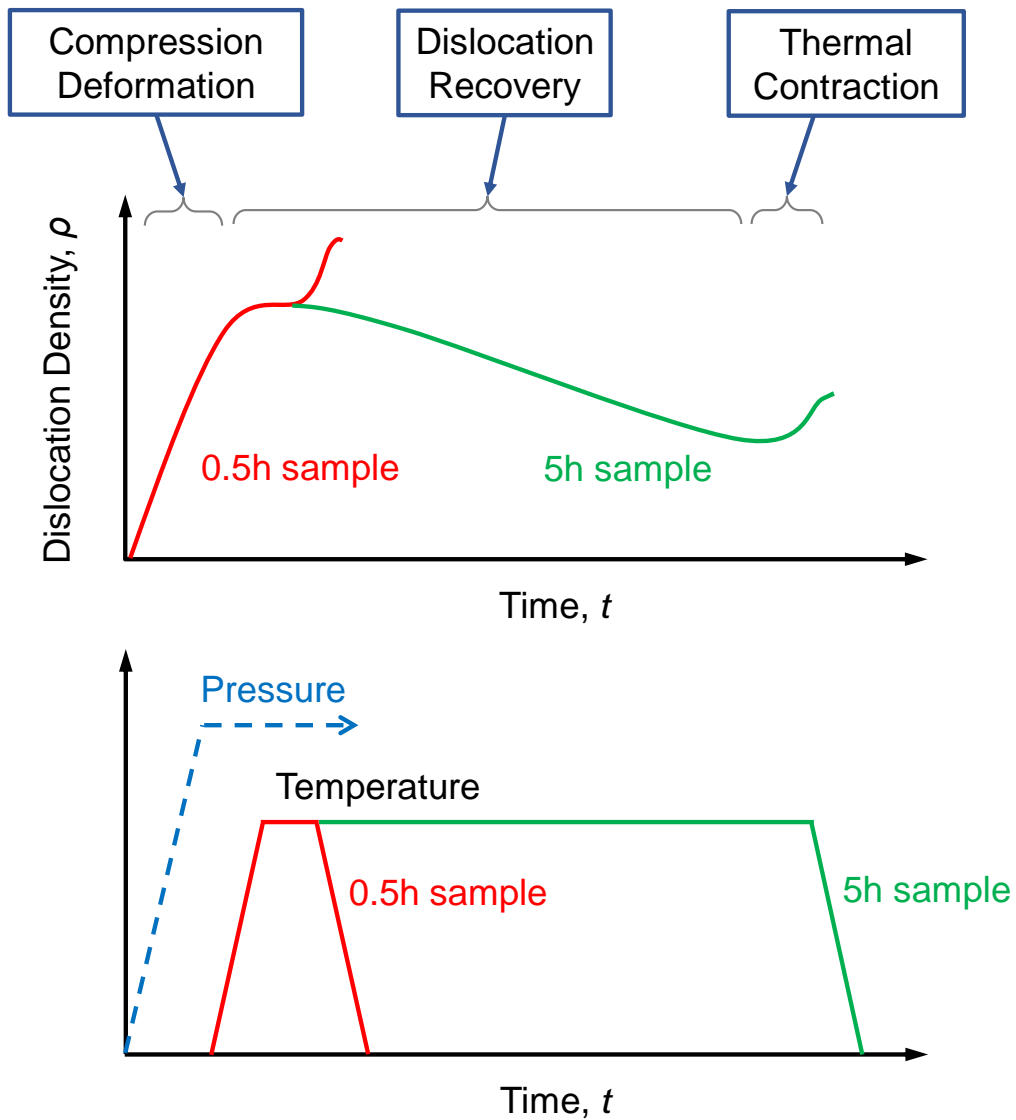 Compression
Deformation
Dislocation
Recovery
Thermal
Contraction
Dislocation Density, ρ
0.5h sample
5h sample
Time, t
Pressure
Temperature
0.5h sample
5h sample
Time, t